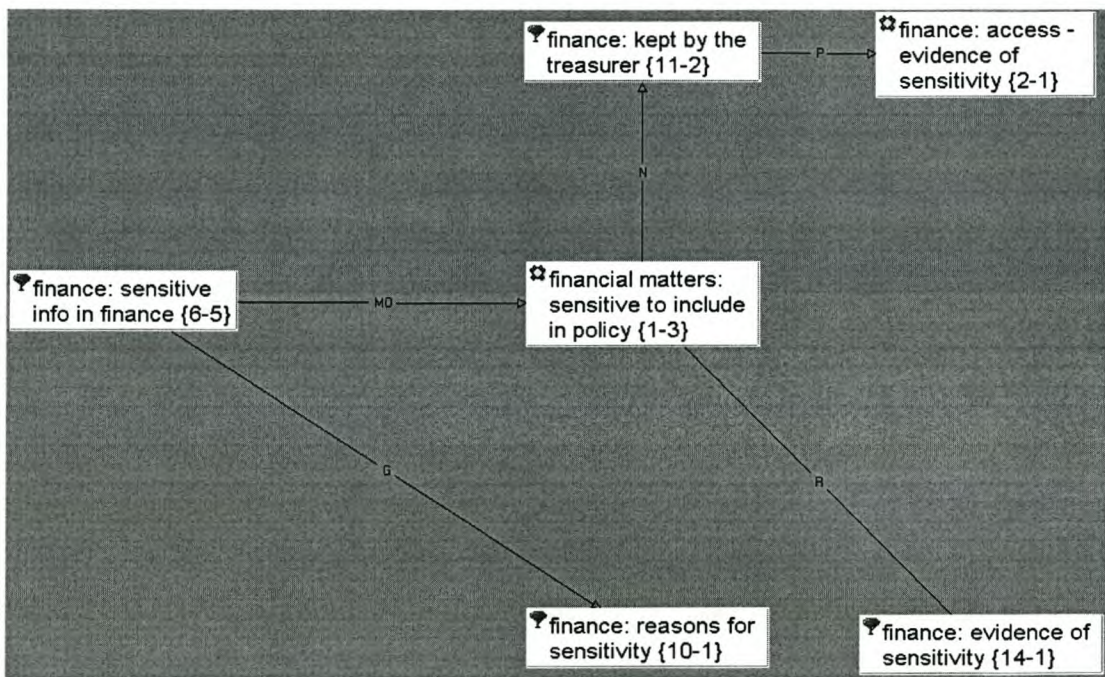 finance: kept by the
treasurer {11-2}
P
finance: access -
evidence of
sensitivity {2-1}
N
finance: sensitive
info in finance {6-5}
MO
financial matters:
sensitive to include
in policy {1-3}
G
R
finance: reasons for
sensitivity {10-1}
finance: evidence of
sensitivity {14-1}